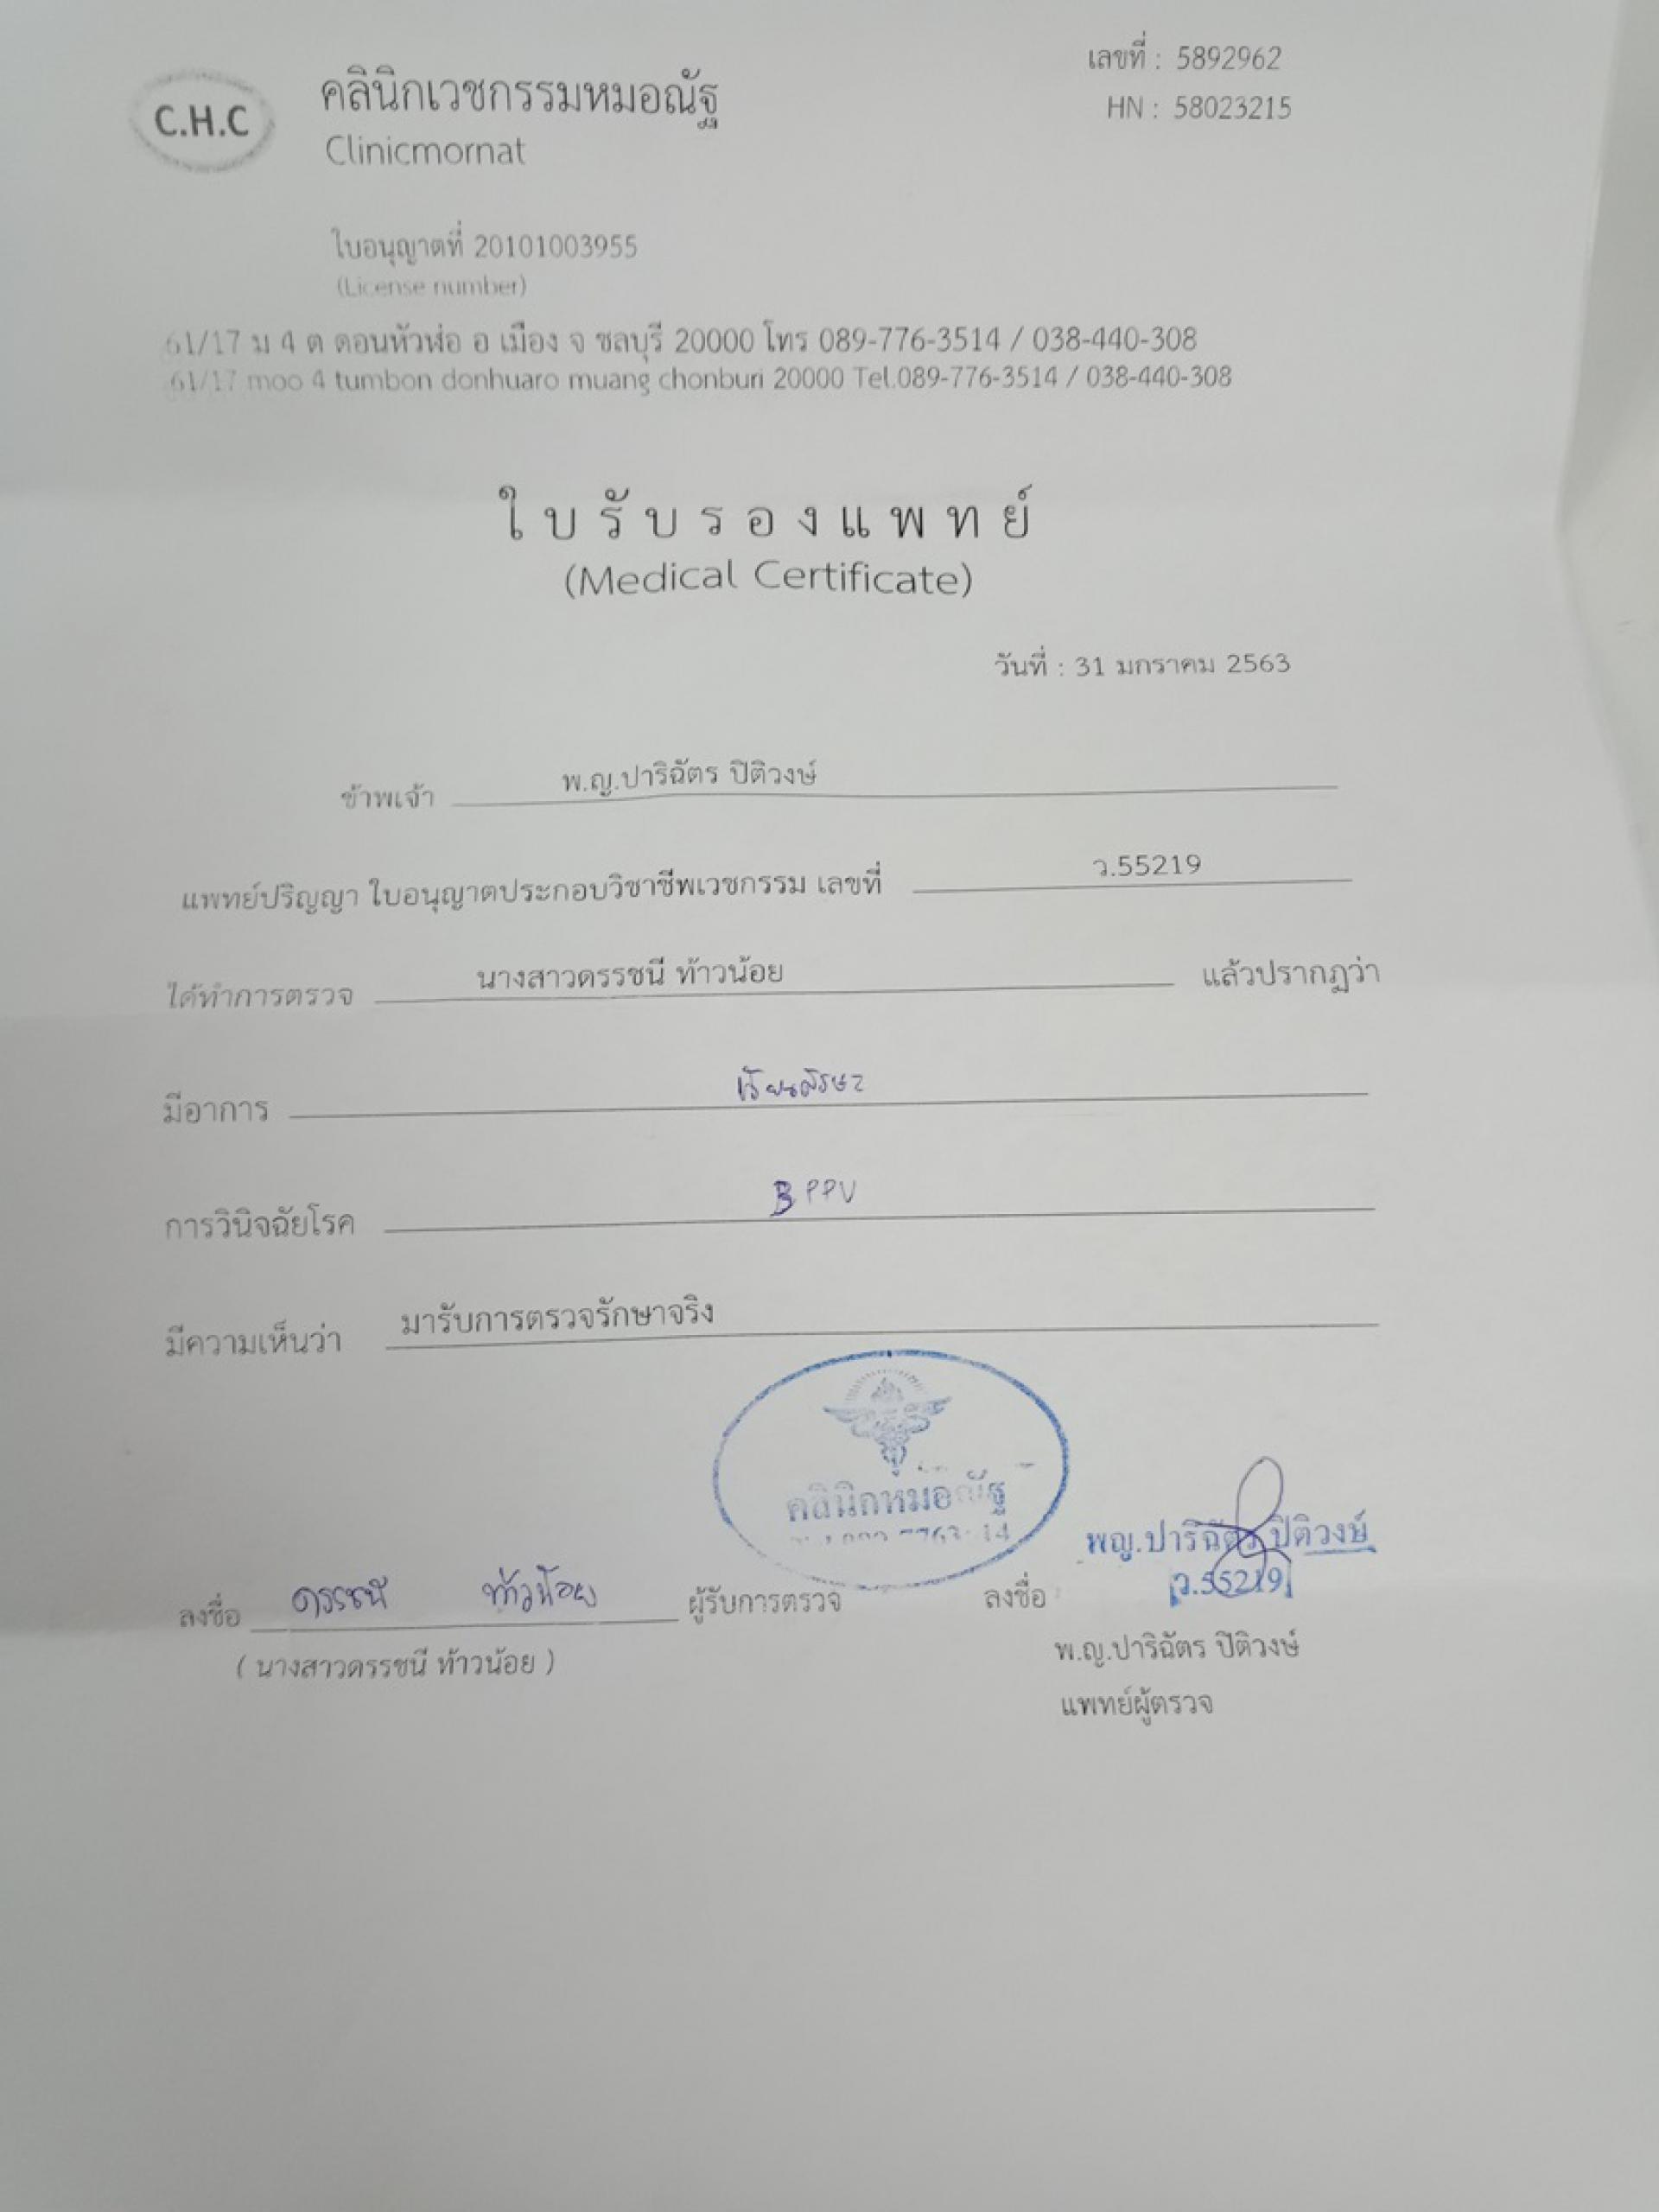 เลขที่ : 5892962
C.H.C
คลินิกเวชกรรมหมอณัฐ
HN : 58023215
Clinicmornat
ใบอนุญาตที่ 20101003955
(License number)
61/17 ม 4 ต ดอนหัวฬ่อ อ เมือง จ ชลบุรี 20000 โทร 089-776-3514 / 038-440-308
61/17 moo 4 tumbon donhuaro muang chonburi 20000 Tel.089-776-3514 / 038-440-308
ใบรับรองแพทย์
(Medical Certificate)
วันที่ : 31 มกราคม 2563
ข้าพเจ้า พ.ญ.ปาริฉัตร ปิติวงษ์
แพทย์ปริญญา ใบอนุญาตประกอบวิชาชีพเวชกรรม เลขที่ ว.55219
ได้ทำการตรวจ นางสาวดรรชนี ท้าวน้อย แล้วปรากฏว่า
มีอาการ เวียนศีรษะ
การวินิจฉัยโรค BPPV
มีความเห็นว่า มารับการตรวจรักษาจริง
คลินิกหมอณัฐ
พญ.ปาริฉัตร ปิติวงษ์
ว.55219
ลงชื่อ ดรรชนี ท้าวน้อย ผู้รับการตรวจ ลงชื่อ
(นางสาวดรรชนี ท้าวน้อย)
พ.ญ.ปาริฉัตร ปิติวงษ์
แพทย์ผู้ตรวจ